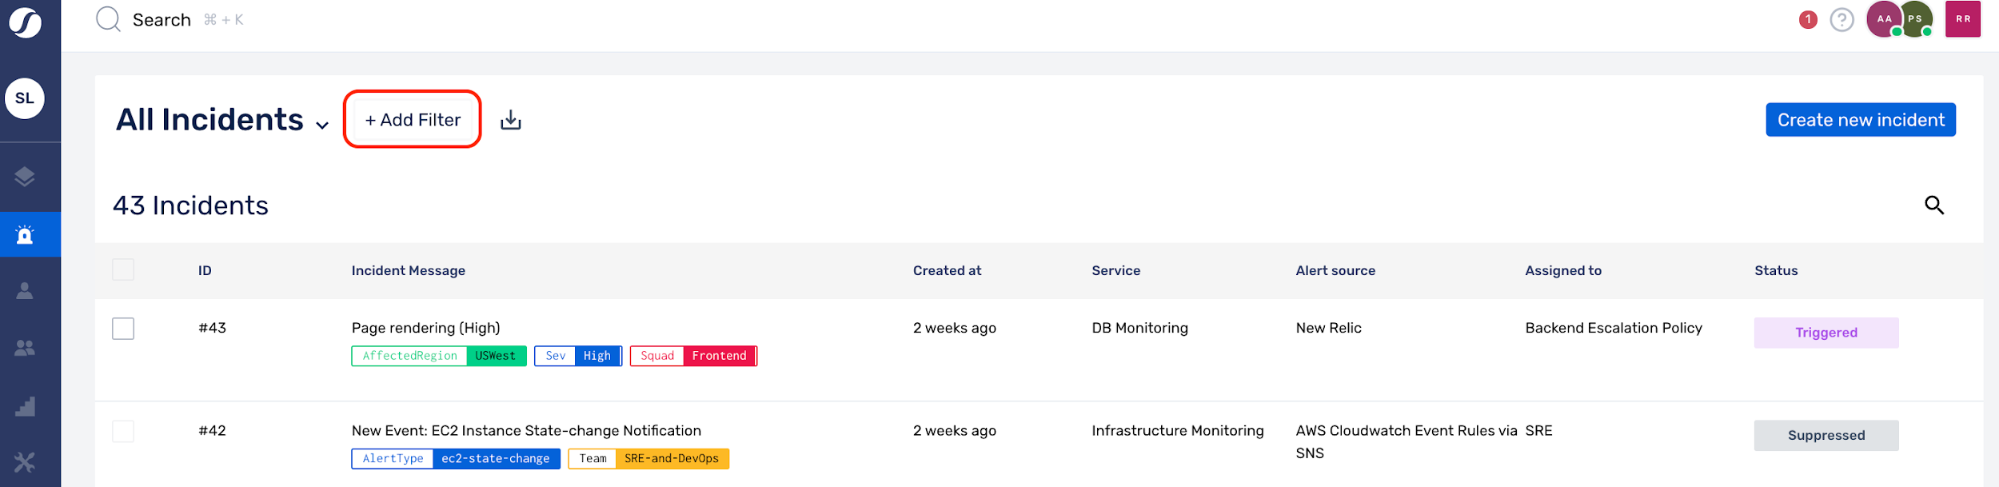 Search ⌘ + K
1 ? AA PS RR
SL
All Incidents + Add Filter
Create new incident
43 Incidents
ID Incident Message Created at Service Alert source Assigned to Status
#43 Page rendering (High) 2 weeks ago DB Monitoring New Relic Backend Escalation Policy Triggered
AffectedRegion USWest Sev High Squad Frontend
#42 New Event: EC2 Instance State-change Notification 2 weeks ago Infrastructure Monitoring AWS Cloudwatch Event Rules via SRE Suppressed
SNS
AlertType ec2-state-change Team SRE-and-DevOps